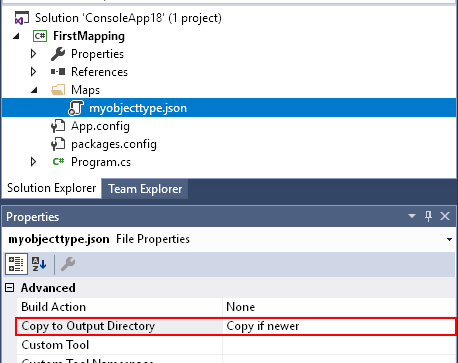 Solution 'ConsoleApp18' (1 project)
C# FirstMapping
Properties
References
Maps
myobjecttype.json
App.config
packages.config
C# Program.cs
Solution Explorer Team Explorer
Properties
myobjecttype.json File Properties
Advanced
Build Action None
Copy to Output Directory Copy if newer
Custom Tool
Custom Tool Namespace